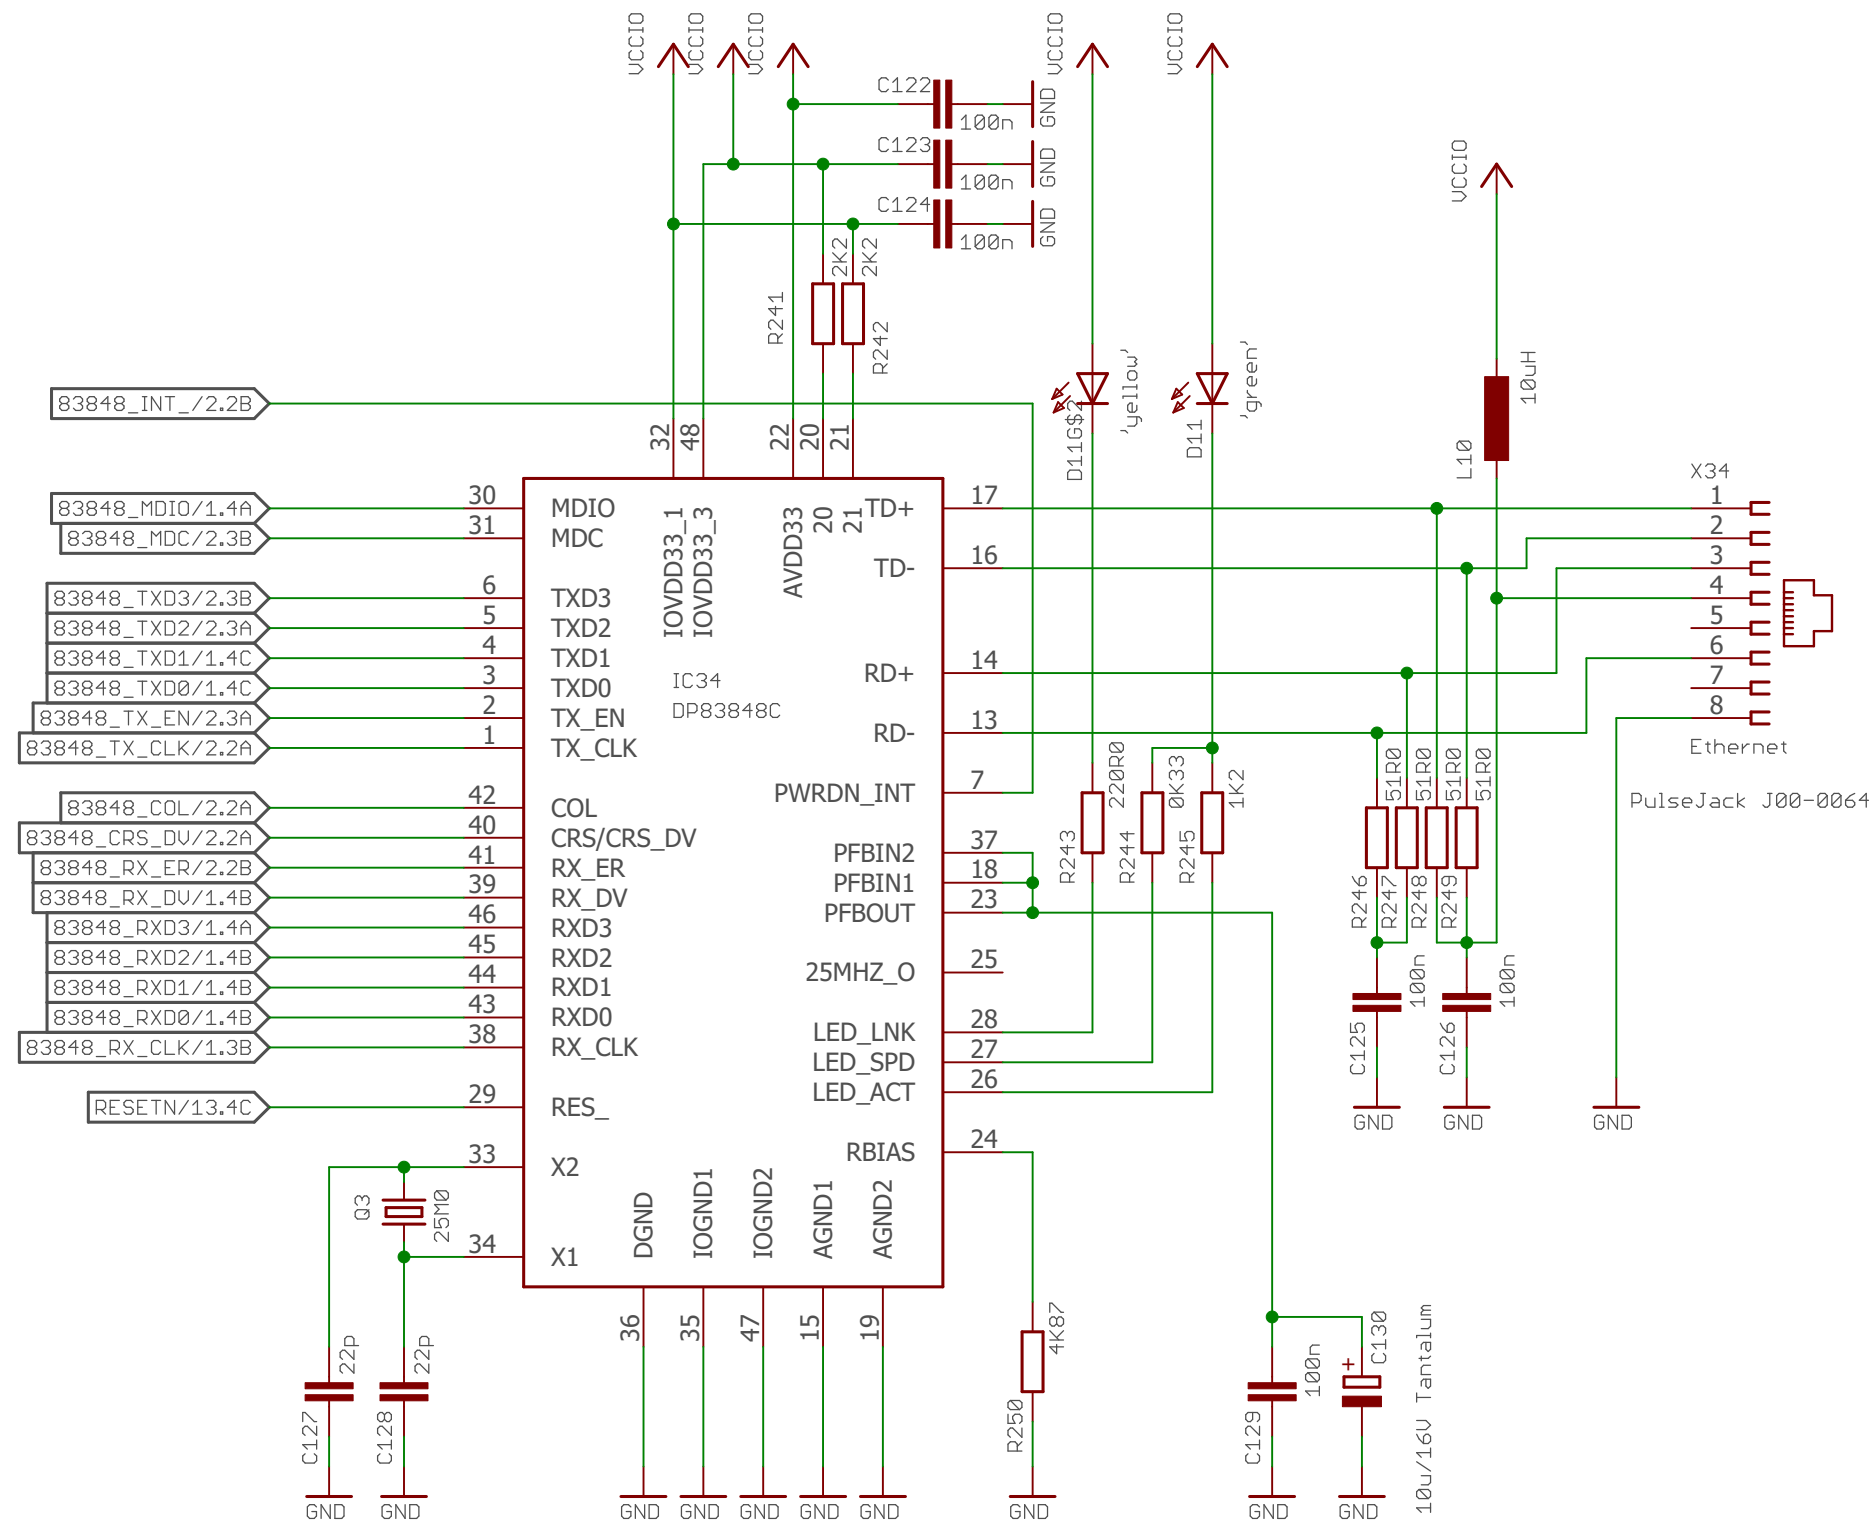 VCCIO
VCCIO
VCCIO
VCCIO
VCCIO
C122
100n
GND
C123
100n
GND
C124
100n
GND
VCCIO
2K2
2K2
R241
R242
10uH
L10
'yellow'
D11G$2
'green'
D11
83848_INT_/2.2B
83848_MDIO/1.4A
83848_MDC/2.3B
83848_TXD3/2.3B
83848_TXD2/2.3A
83848_TXD1/1.4C
83848_TXD0/1.4C
83848_TX_EN/2.3A
83848_TX_CLK/2.2A
83848_COL/2.2A
83848_CRS_DV/2.2A
83848_RX_ER/2.2B
83848_RX_DV/1.4B
83848_RXD3/1.4A
83848_RXD2/1.4B
83848_RXD1/1.4B
83848_RXD0/1.4B
83848_RX_CLK/1.3B
RESETN/13.4C
32
48
22
20
21
IOVDD33_1
IOVDD33_3
AVDD33
20
21
30 MDIO
31 MDC
6 TXD3
5 TXD2
4 TXD1
3 TXD0
2 TX_EN
1 TX_CLK
42 COL
40 CRS/CRS_DV
41 RX_ER
39 RX_DV
46 RXD3
45 RXD2
44 RXD1
43 RXD0
38 RX_CLK
29 RES_
33 X2
34 X1
IC34
DP83848C
TD+ 17
TD- 16
RD+ 14
RD- 13
PWRDN_INT 7
PFBIN2 37
PFBIN1 18
PFBOUT 23
25MHZ_O 25
LED_LNK 28
LED_SPD 27
LED_ACT 26
RBIAS 24
DGND
IOGND1
IOGND2
AGND1
AGND2
36
35
47
15
19
GND
GND
GND
GND
GND
Q3
25M0
22p
22p
C127
C128
GND
GND
220R0
R243
0K33
R244
1K2
R245
51R0
51R0
51R0
51R0
R246
R247
R248
R249
100n
C125
100n
C126
GND
GND
GND
X34
1
2
3
4
5
6
7
8
Ethernet
PulseJack J00-0064
4K87
R250
GND
100n
C129
GND
+
C130
10u/16V Tantalum
GND